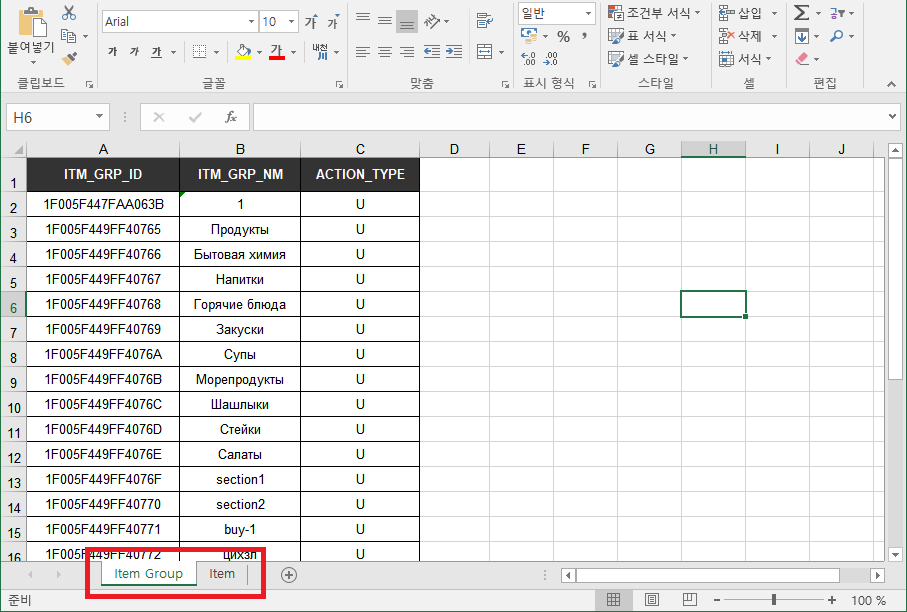 Arial 10 가 가 일반 조건부 서식 삽입
붙여넣기 가 가 가 가 내천 % , 표 서식 삭제
.00 셀 스타일 서식
클립보드 글꼴 맞춤 표시 형식 스타일 셀 편집
H6 fx
A B C D E F G H I J
1 ITM_GRP_ID ITM_GRP_NM ACTION_TYPE
2 1F005F447FAA063B 1 U
3 1F005F449FF40765 Продукты U
4 1F005F449FF40766 Бытовая химия U
5 1F005F449FF40767 Напитки U
6 1F005F449FF40768 Горячие блюда U
7 1F005F449FF40769 Закуски U
8 1F005F449FF4076A Супы U
9 1F005F449FF4076B Морепродукты U
10 1F005F449FF4076C Шашлыки U
11 1F005F449FF4076D Стейки U
12 1F005F449FF4076E Салаты U
13 1F005F449FF4076F section1 U
14 1F005F449FF40770 section2 U
15 1F005F449FF40771 buy-1 U
16 1F005F449FF40772 цихзл U
Item Group Item
준비 100 %